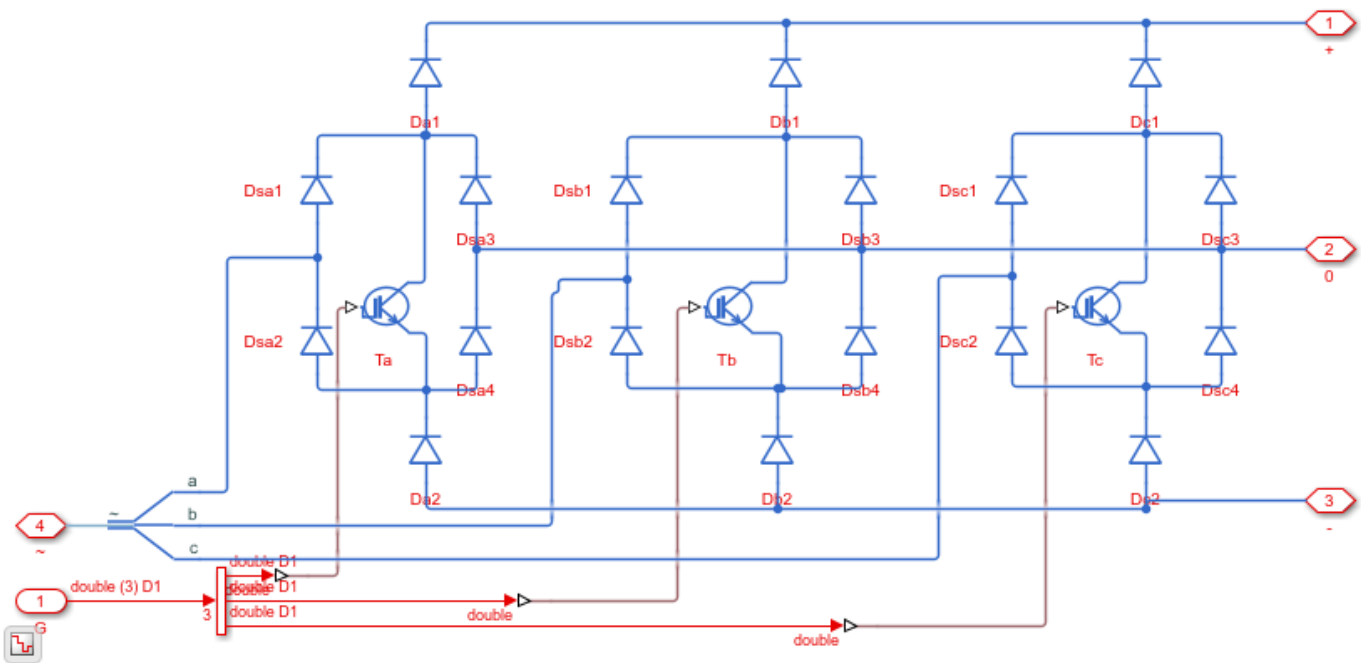 1
+
Da1
Db1
Dc1
Dsa1
Dsb1
Dsc1
Dsa3
Dsb3
Dsc3
2
0
Dsa2
Ta
Dsb2
Tb
Dsc2
Tc
Dsa4
Dsb4
Dsc4
a
Da2
Db2
Dc2
3
-
4
~
~
b
c
double D1
double (3) D1
double D1
double
1
3
double D1
double
G
double